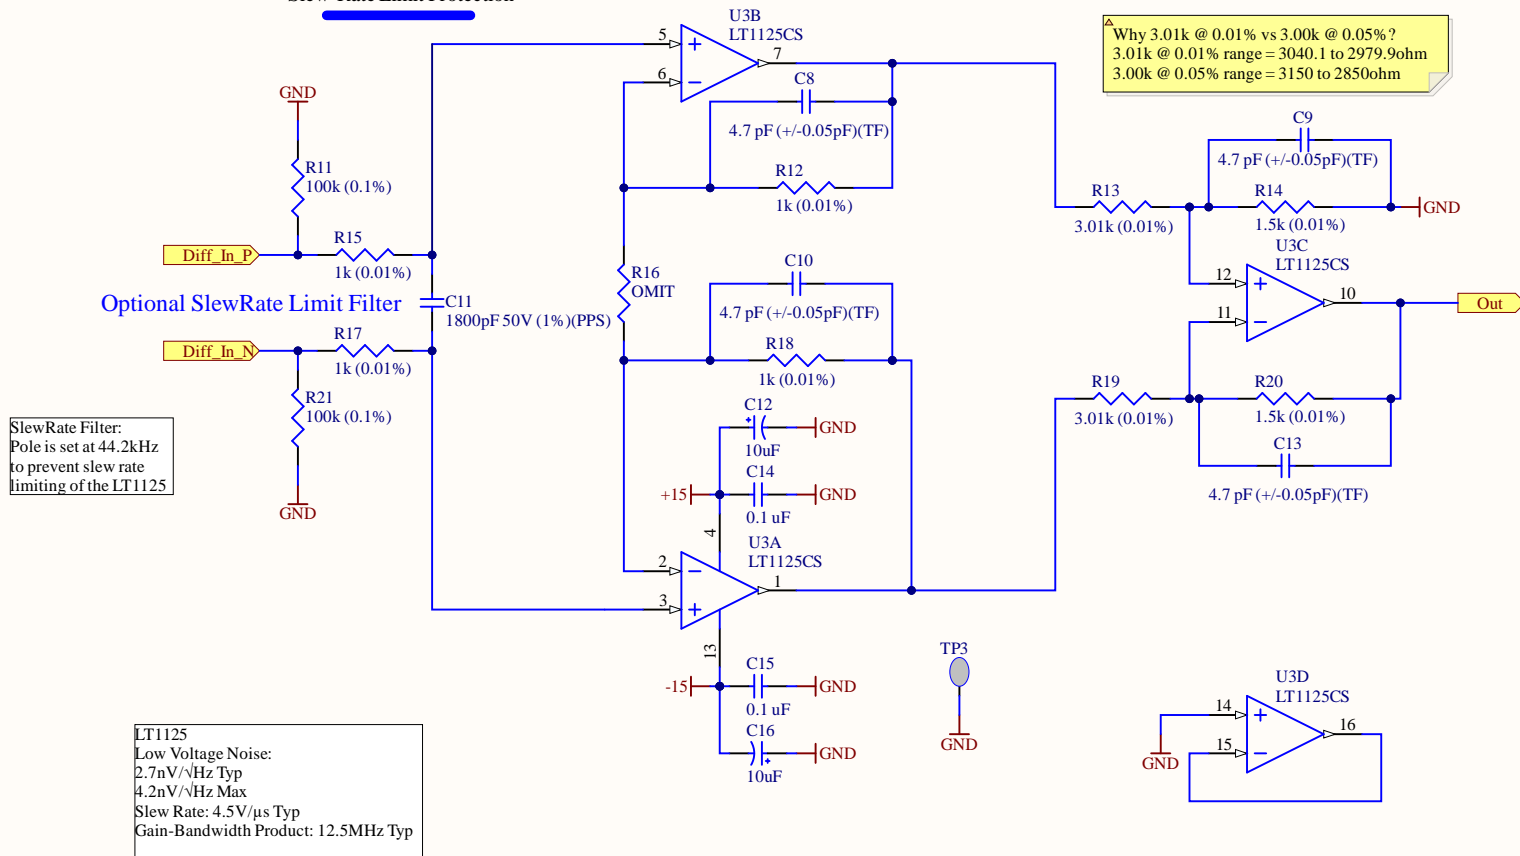 Slew Rate Limit Protection
U3B
LT1125CS
5
6
7
C8
4.7 pF (+/-0.05pF)(TF)
R12
1k (0.01%)
Why 3.01k @ 0.01% vs 3.00k @ 0.05%?
3.01k @ 0.01% range = 3040.1 to 2979.9ohm
3.00k @ 0.05% range = 3150 to 2850ohm
GND
R11
100k (0.1%)
Diff_In_P
R15
1k (0.01%)
Optional SlewRate Limit Filter
C11
1800pF 50V (1%)(PPS)
Diff_In_N
R17
1k (0.01%)
R21
100k (0.1%)
GND
R16
OMIT
C10
4.7 pF (+/-0.05pF)(TF)
R18
1k (0.01%)
C9
4.7 pF (+/-0.05pF)(TF)
R13
3.01k (0.01%)
R14
1.5k (0.01%)
GND
U3C
LT1125CS
12
11
10
Out
R19
3.01k (0.01%)
R20
1.5k (0.01%)
C13
4.7 pF (+/-0.05pF)(TF)
SlewRate Filter:
Pole is set at 44.2kHz
to prevent slew rate
limiting of the LT1125
C12
GND
10uF
C14
+15
GND
0.1 uF
4
U3A
LT1125CS
2
3
1
13
C15
-15
GND
0.1 uF
C16
GND
10uF
TP3
GND
U3D
LT1125CS
14
15
16
GND
LT1125
Low Voltage Noise:
2.7nV/√Hz Typ
4.2nV/√Hz Max
Slew Rate: 4.5V/µs Typ
Gain-Bandwidth Product: 12.5MHz Typ